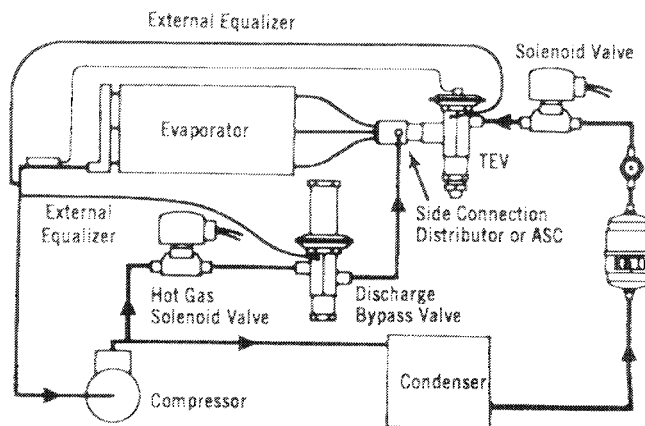 External Equalizer
Solenoid Valve
Evaporator
TEV
External
Equalizer
Side Connection
Distributor or ASC
Hot Gas
Solenoid Valve
Discharge
Bypass Valve
Condenser
Compressor